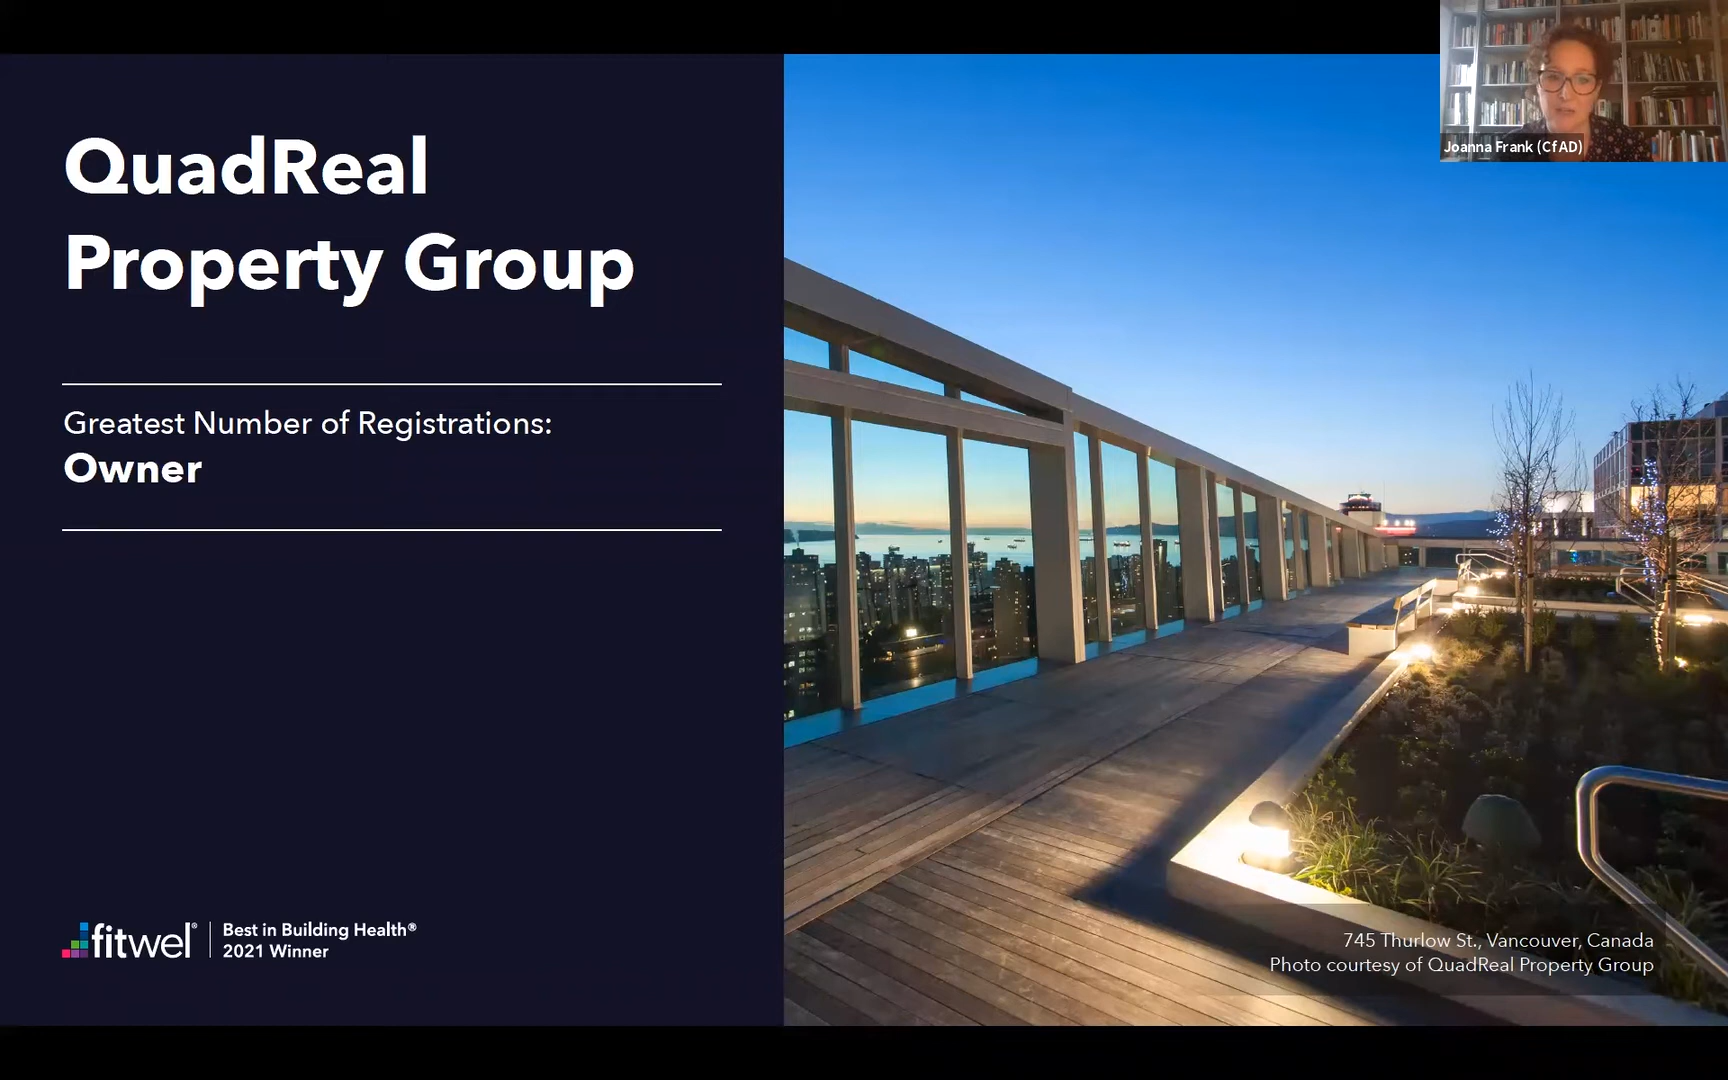 QuadReal
Property Group
Greatest Number of Registrations:
Owner
fitwel® | Best in Building Health®
2021 Winner
Joanna Frank (CfAD)
745 Thurlow St., Vancouver, Canada
Photo courtesy of QuadReal Property Group